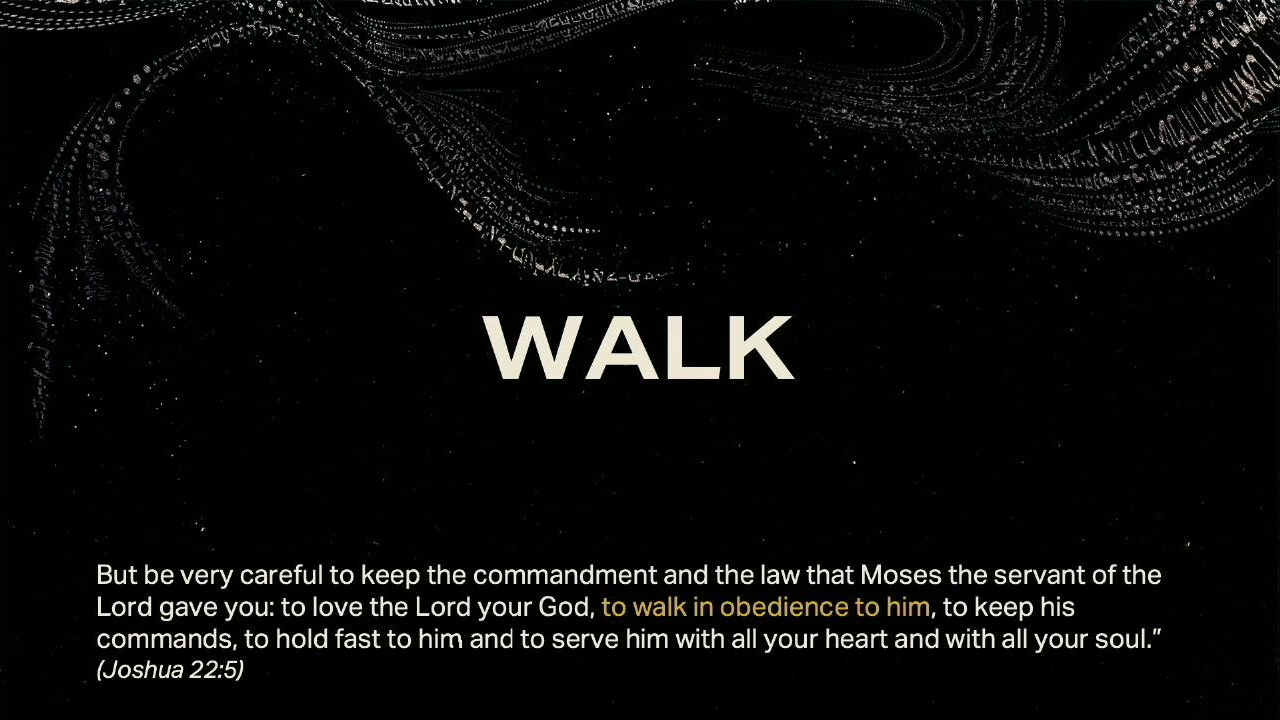 WALK
But be very careful to keep the commandment and the law that Moses the servant of the
Lord gave you: to love the Lord your God, to walk in obedience to him, to keep his
commands, to hold fast to him and to serve him with all your heart and with all your soul.”
(Joshua 22:5)